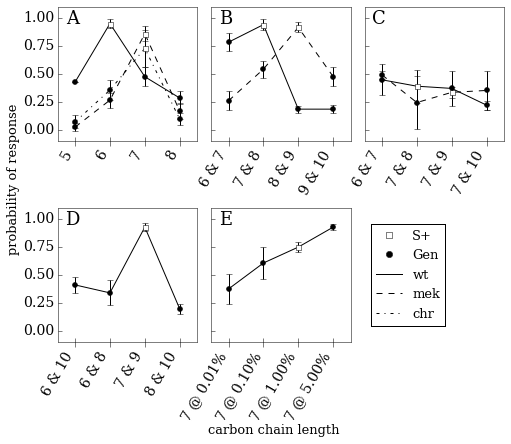 A
B
C
1.00
0.75
0.50
0.25
0.00
5
6
7
8
6 & 7
7 & 8
8 & 9
9 & 10
6 & 7
7 & 8
7 & 9
7 & 10
probability of response
D
E
1.00
0.75
0.50
0.25
0.00
6 & 10
6 & 8
7 & 9
8 & 10
7 @ 0.01%
7 @ 0.10%
7 @ 1.00%
7 @ 5.00%
S+
Gen
wt
mek
chr
carbon chain length